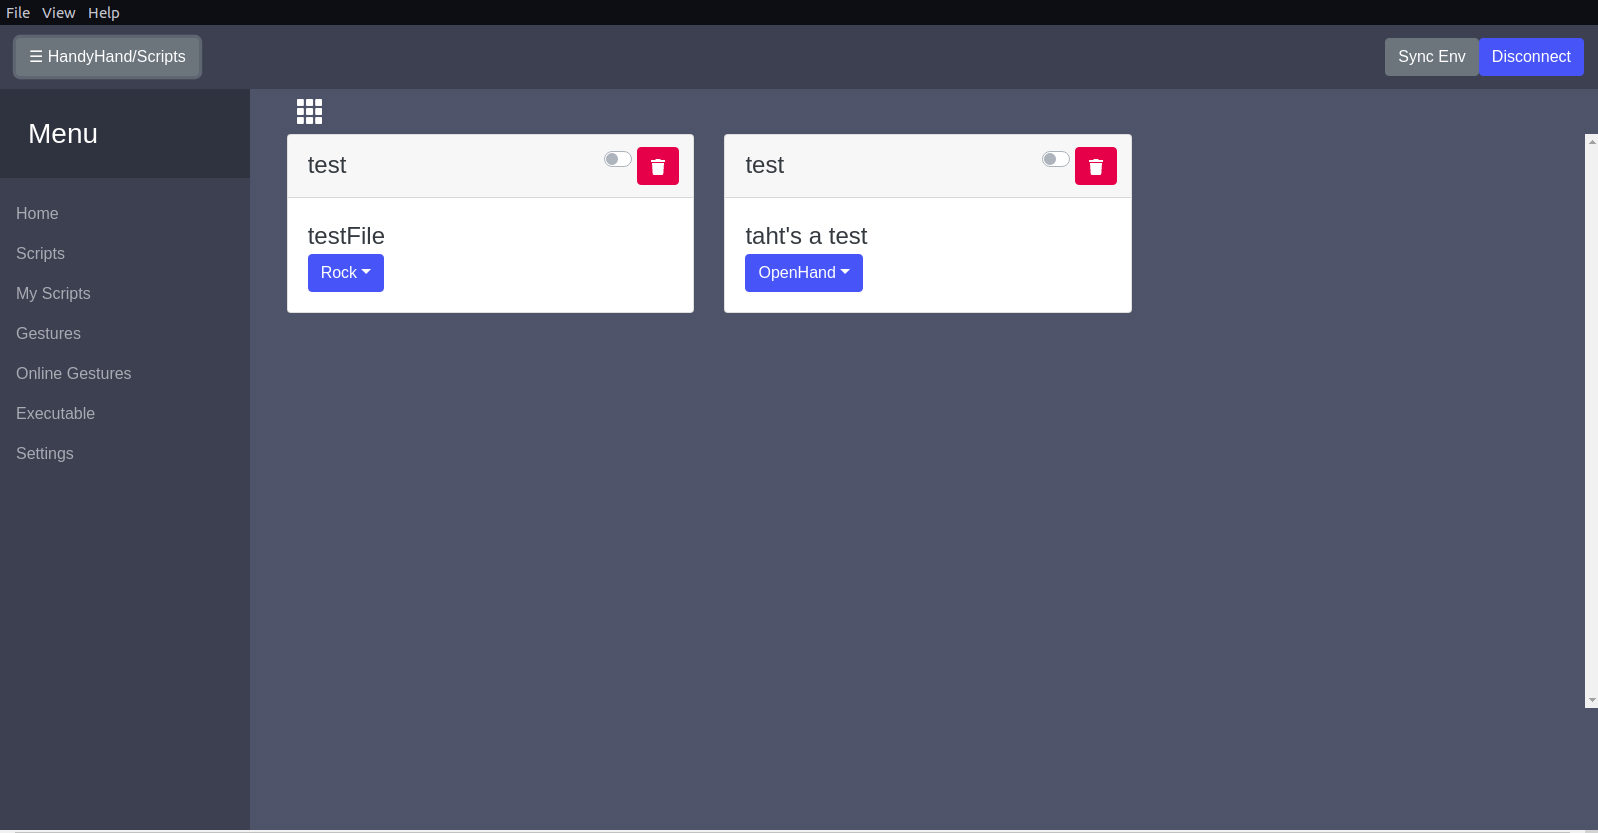 File View Help
☰ HandyHand/Scripts
Sync Env
Disconnect
Menu
Home
Scripts
My Scripts
Gestures
Online Gestures
Executable
Settings
test
testFile
Rock
test
taht's a test
OpenHand